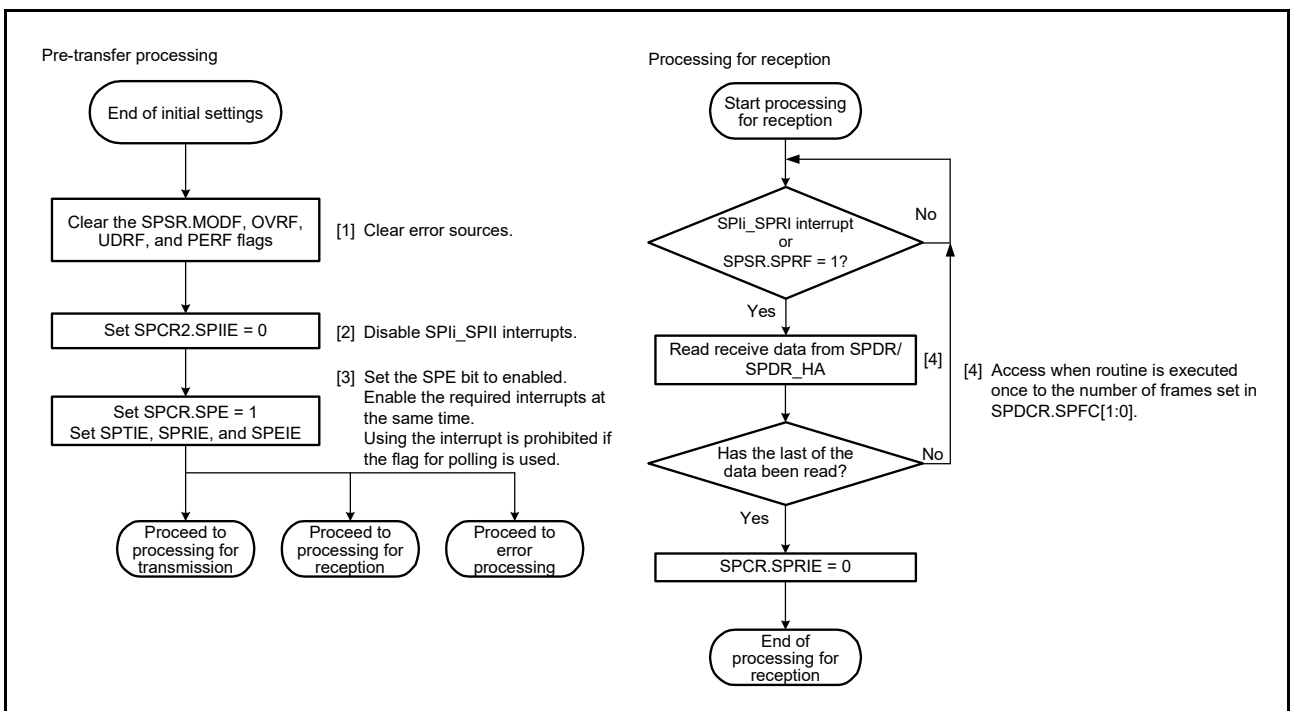 Pre-transfer processing
End of initial settings
Clear the SPSR.MODF, OVRF,
UDRF, and PERF flags
[1] Clear error sources.
Set SPCR2.SPIIE = 0
[2] Disable SPIi_SPII interrupts.
Set SPCR.SPE = 1
Set SPTIE, SPRIE, and SPEIE
[3] Set the SPE bit to enabled.
Enable the required interrupts at
the same time.
Using the interrupt is prohibited if
the flag for polling is used.
Proceed to
processing for
transmission
Proceed to
processing for
reception
Proceed to
error
processing
Processing for reception
Start processing
for reception
SPIi_SPRI interrupt
or
SPSR.SPRF = 1?
No
Yes
Read receive data from SPDR/
SPDR_HA
[4]
[4] Access when routine is executed
once to the number of frames set in
SPDCR.SPFC[1:0].
Has the last of the
data been read?
No
Yes
SPCR.SPRIE = 0
End of
processing for
reception